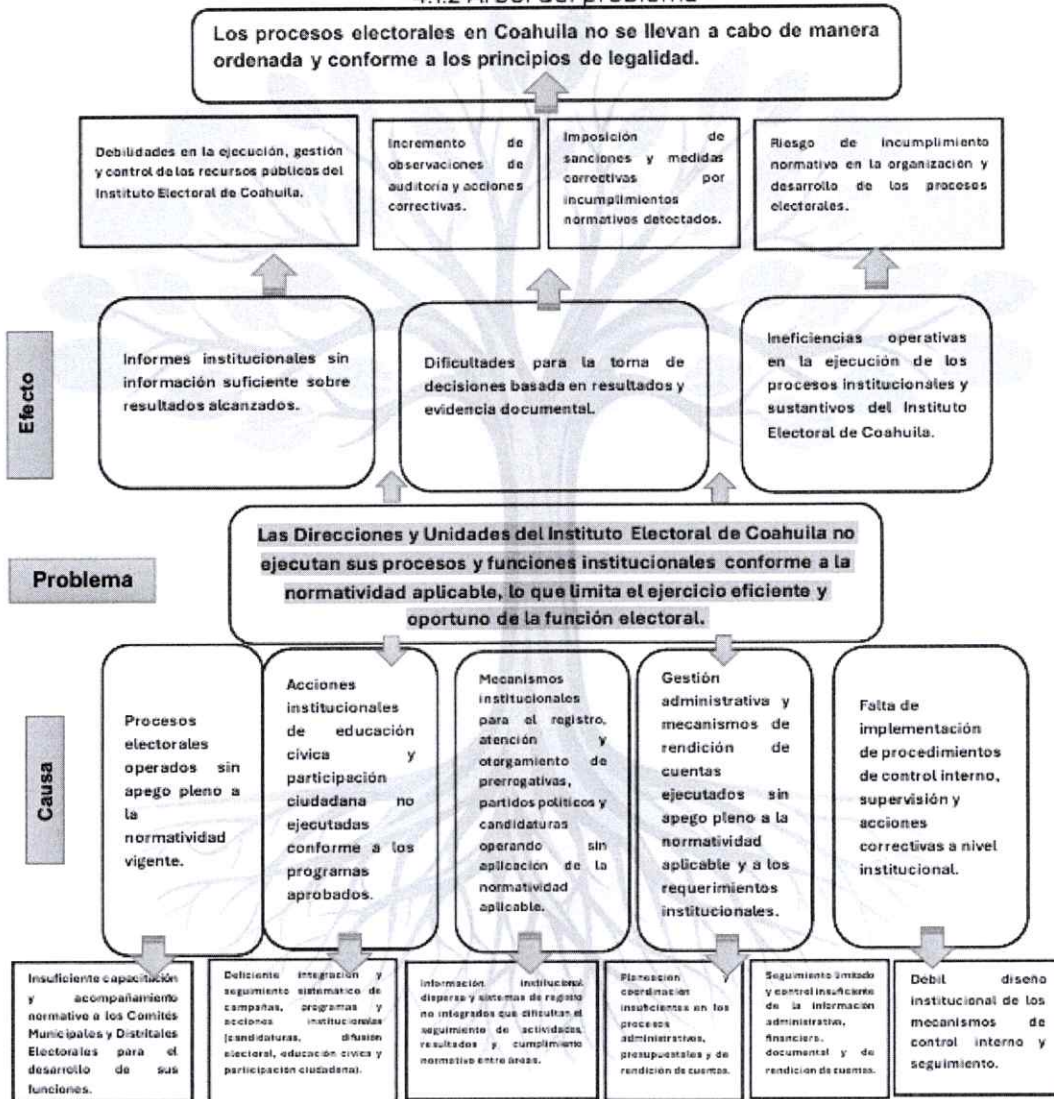 4.1.2 Árbol del problema
Los procesos electorales en Coahuila no se llevan a cabo de manera
ordenada y conforme a los principios de legalidad.
Debilidades en la ejecución, gestión
y control de los recursos públicos del
Instituto Electoral de Coahuila.
Incremento de
observaciones de
auditoría y acciones
correctivas.
Imposición de
sanciones y medidas
correctivas por
incumplimientos
normativos detectados.
Riesgo de incumplimiento
normativo en la organización y
desarrollo de los procesos
electorales.
Efecto
Informes institucionales sin
información suficiente sobre
resultados alcanzados.
Dificultades para la toma de
decisiones basada en resultados y
evidencia documental.
Ineficiencias operativas
en la ejecución de los
procesos institucionales y
sustantivos del Instituto
Electoral de Coahuila.
Problema
Las Direcciones y Unidades del Instituto Electoral de Coahuila no
ejecutan sus procesos y funciones institucionales conforme a la
normatividad aplicable, lo que limita el ejercicio eficiente y
oportuno de la función electoral.
Causa
Procesos
electorales
operados sin
apego pleno a
la
normatividad
vigente.
Acciones
institucionales
de educación
cívica y
participación
ciudadana no
ejecutadas
conforme a los
programas
aprobados.
Mecanismos
institucionales
para el registro,
atención y
otorgamiento de
prerrogativas,
partidos políticos y
candidaturas
operando sin
aplicación de la
normatividad
aplicable.
Gestión
administrativa y
mecanismos de
rendición de
cuentas
ejecutados sin
apego pleno a la
normatividad
aplicable y a los
requerimientos
institucionales.
Falta de
implementación
de procedimientos
de control interno,
supervisión y
acciones
correctivas a nivel
institucional.
Insuficiente capacitación
y acompañamiento
normativo a los Comités
Municipales y Distritales
Electorales para el
desarrollo de sus
funciones.
Deficiente integración y
seguimiento sistemático de
campañas, programas y
acciones institucionales
(candidaturas, difusión
electoral, educación cívica y
participación ciudadana).
Información institucional
dispersa y sistemas de registro
no integrados que dificultan el
seguimiento de actividades,
resultados y cumplimiento
normativo entre áreas.
Planeación y
coordinación
insuficientes en los
procesos
administrativos,
presupuestales y de
rendición de cuentas.
Seguimiento limitado
y control insuficiente
de la información
administrativa,
financiero,
documental y de
rendición de cuentas.
Debil diseño
institucional de los
mecanismos de
control interno y
seguimiento.